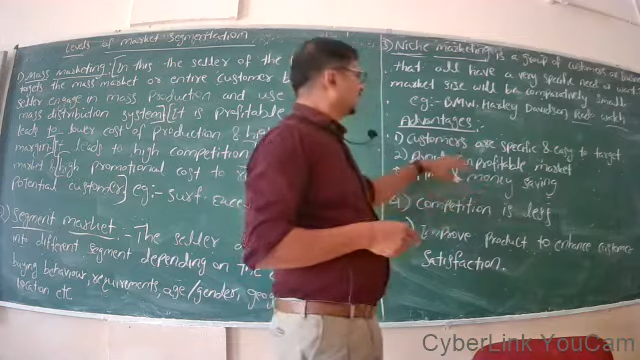 Levels of market segmentation
1) Mass marketing: [In this the seller of the
targets the mass market or entire customer b
seller engage in mass production and use
mass distribution system] [It is profitable
leads to lower cost of production & hig
margin] - leads to high competition
market high promotional cost to
potential customer] eg:- surf. exce
2) Segment market:- The seller
into different segment depending on the
buying behaviour, requirements, age/gender, geog
location etc
3) Niche marketing is a group of customers or
that all have a very specific need or want
market size will be comparatively small
eg:- BMW, Harley Davidson
Advantages.
1) Customers are specific & easy to target
2) profitable market
& money saving
4) Competition is less
Improve product to enhance customer
Satisfaction.
CyberLink YouCam